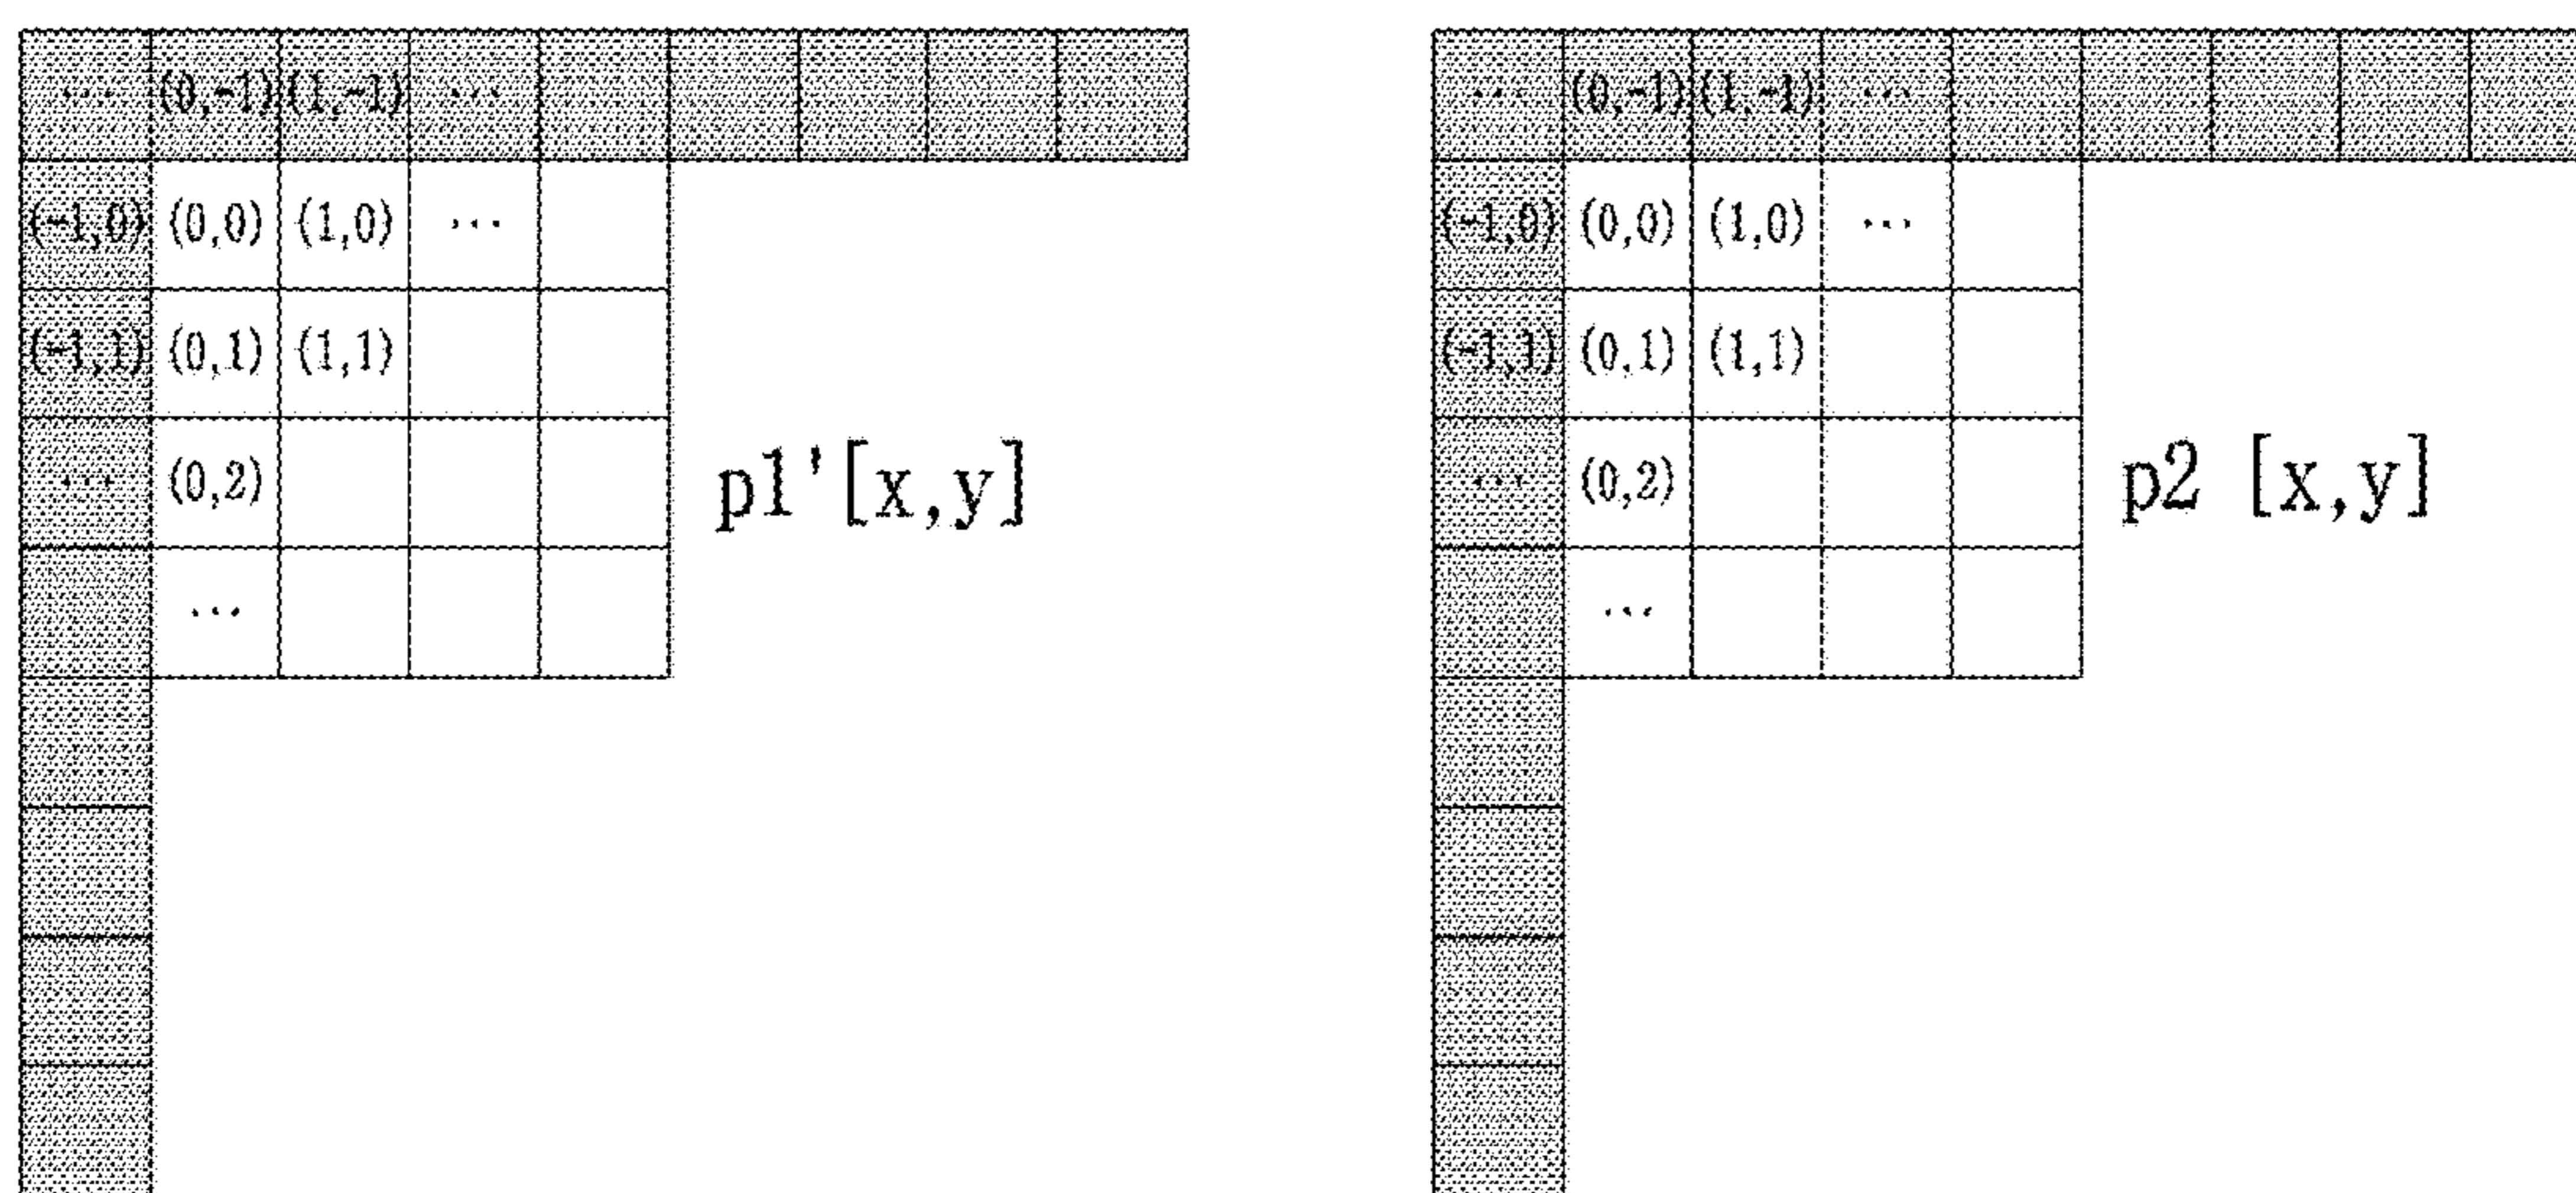 ... (0,-1) (1,-1) ...
(-1,0) (0,0) (1,0) ...
(-1,1) (0,1) (1,1)
... (0,2)
...
p1'[x,y]
... (0,-1) (1,-1) ...
(-1,0) (0,0) (1,0) ...
(-1,1) (0,1) (1,1)
... (0,2)
...
p2 [x,y]